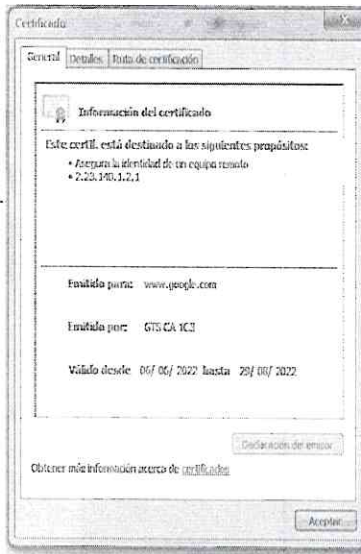 Certificado
General Detalles Ruta de certificación
Información del certificado
Este certif. está destinado a los siguientes propósitos:
• Asegura la identidad de un equipo remoto
• 2.23.140.1.2.1
Emitido para: www.google.com
Emitido por: GTS CA 1C3
Válido desde 06/ 06/ 2022 hasta 29/ 08/ 2022
Declaración del emisor
Obtener más información acerca de certificados
Aceptar